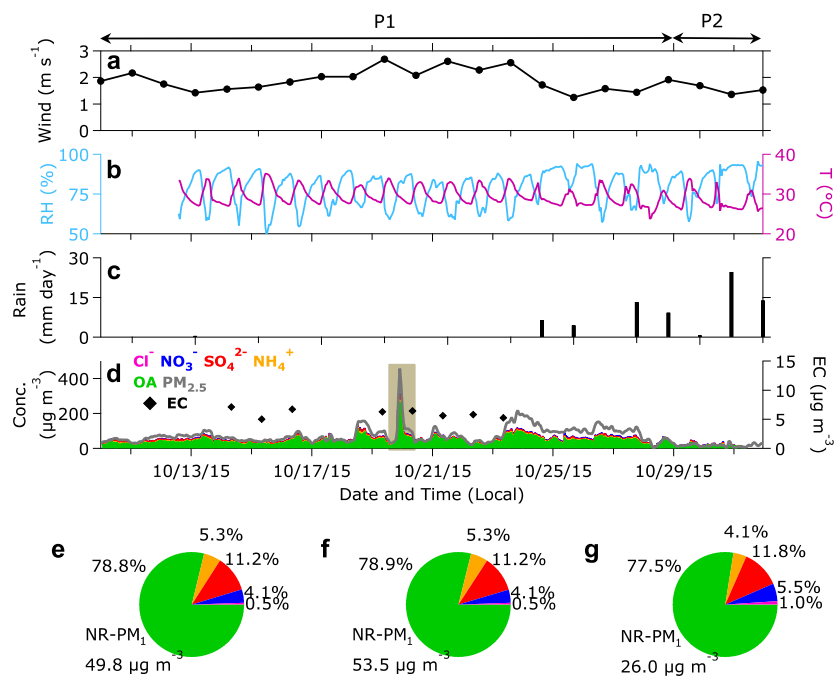 P1 P2
a
3
2
1
0
Wind (m s⁻¹)
b
100
75
50
RH (%)
40
30
20
T (°C)
c
30
15
0
Rain
(mm day⁻¹)
d
Cl⁻ NO₃⁻ SO₄²⁻ NH₄⁺
OA PM₂.₅
EC
400
200
0
Conc.
(µg m⁻³)
15
10
5
0
EC (µg m⁻³)
10/13/15 10/17/15 10/21/15 10/25/15 10/29/15
Date and Time (Local)
e
5.3%
78.8%
11.2%
4.1%
0.5%
NR-PM₁
49.8 µg m⁻³
f
5.3%
78.9%
11.2%
4.1%
0.5%
NR-PM₁
53.5 µg m⁻³
g
4.1%
77.5%
11.8%
5.5%
1.0%
NR-PM₁
26.0 µg m⁻³